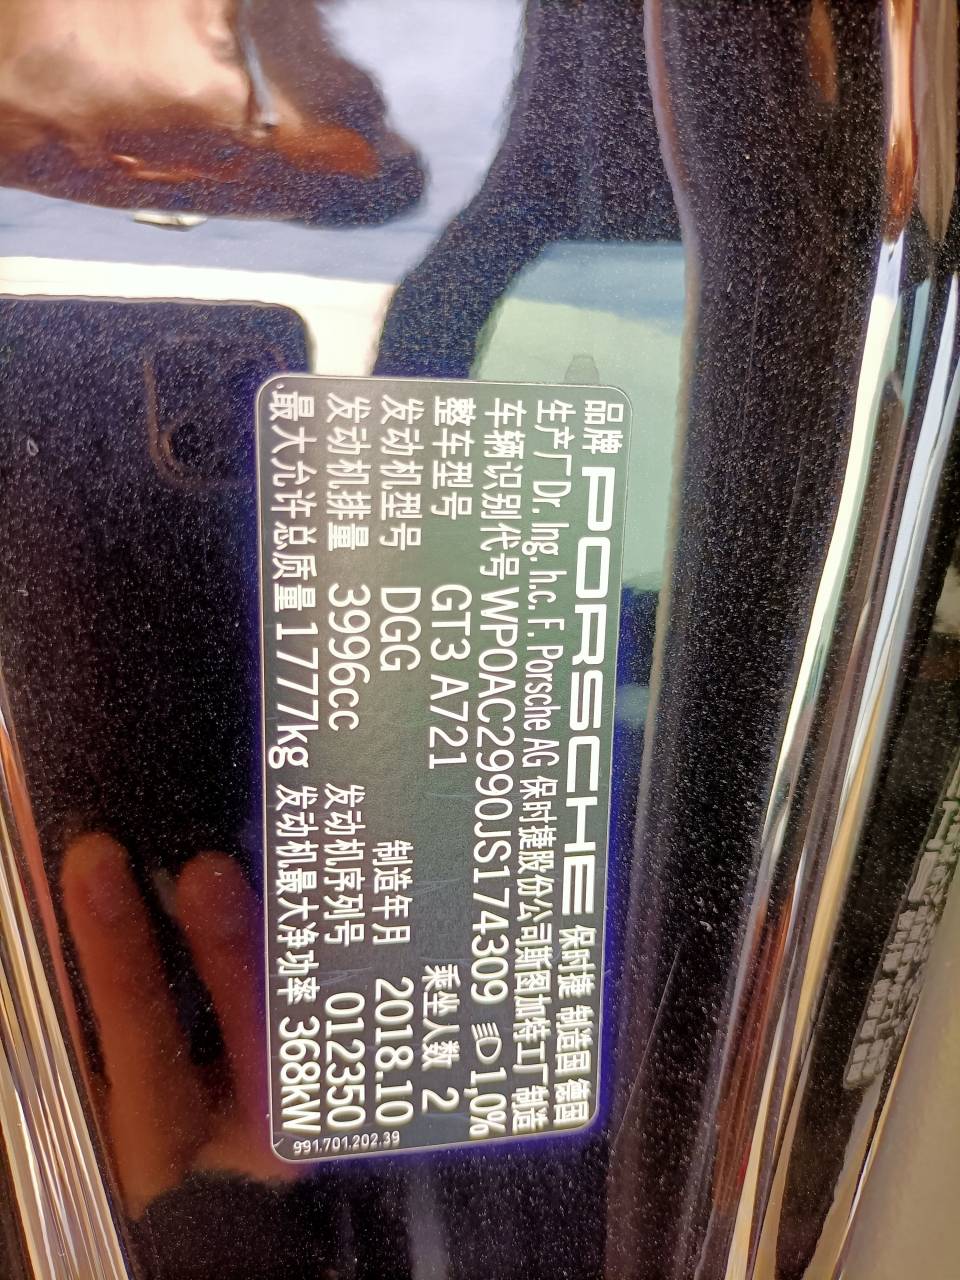 品牌 PORSCHE 保时捷 制造国 德国
生产厂 Dr. Ing. h.c. F. Porsche AG 保时捷股份公司斯图加特工厂 制造
车辆识别代号 WP0AC2990JS174309 1,0%
整车型号 GT3 A721 乘坐人数 2
发动机型号 DGG 制造年月 2018.10
发动机排量 3996cc 发动机序列号 012350
最大允许总质量 1777kg 发动机最大净功率 368kW
991.701.202.39